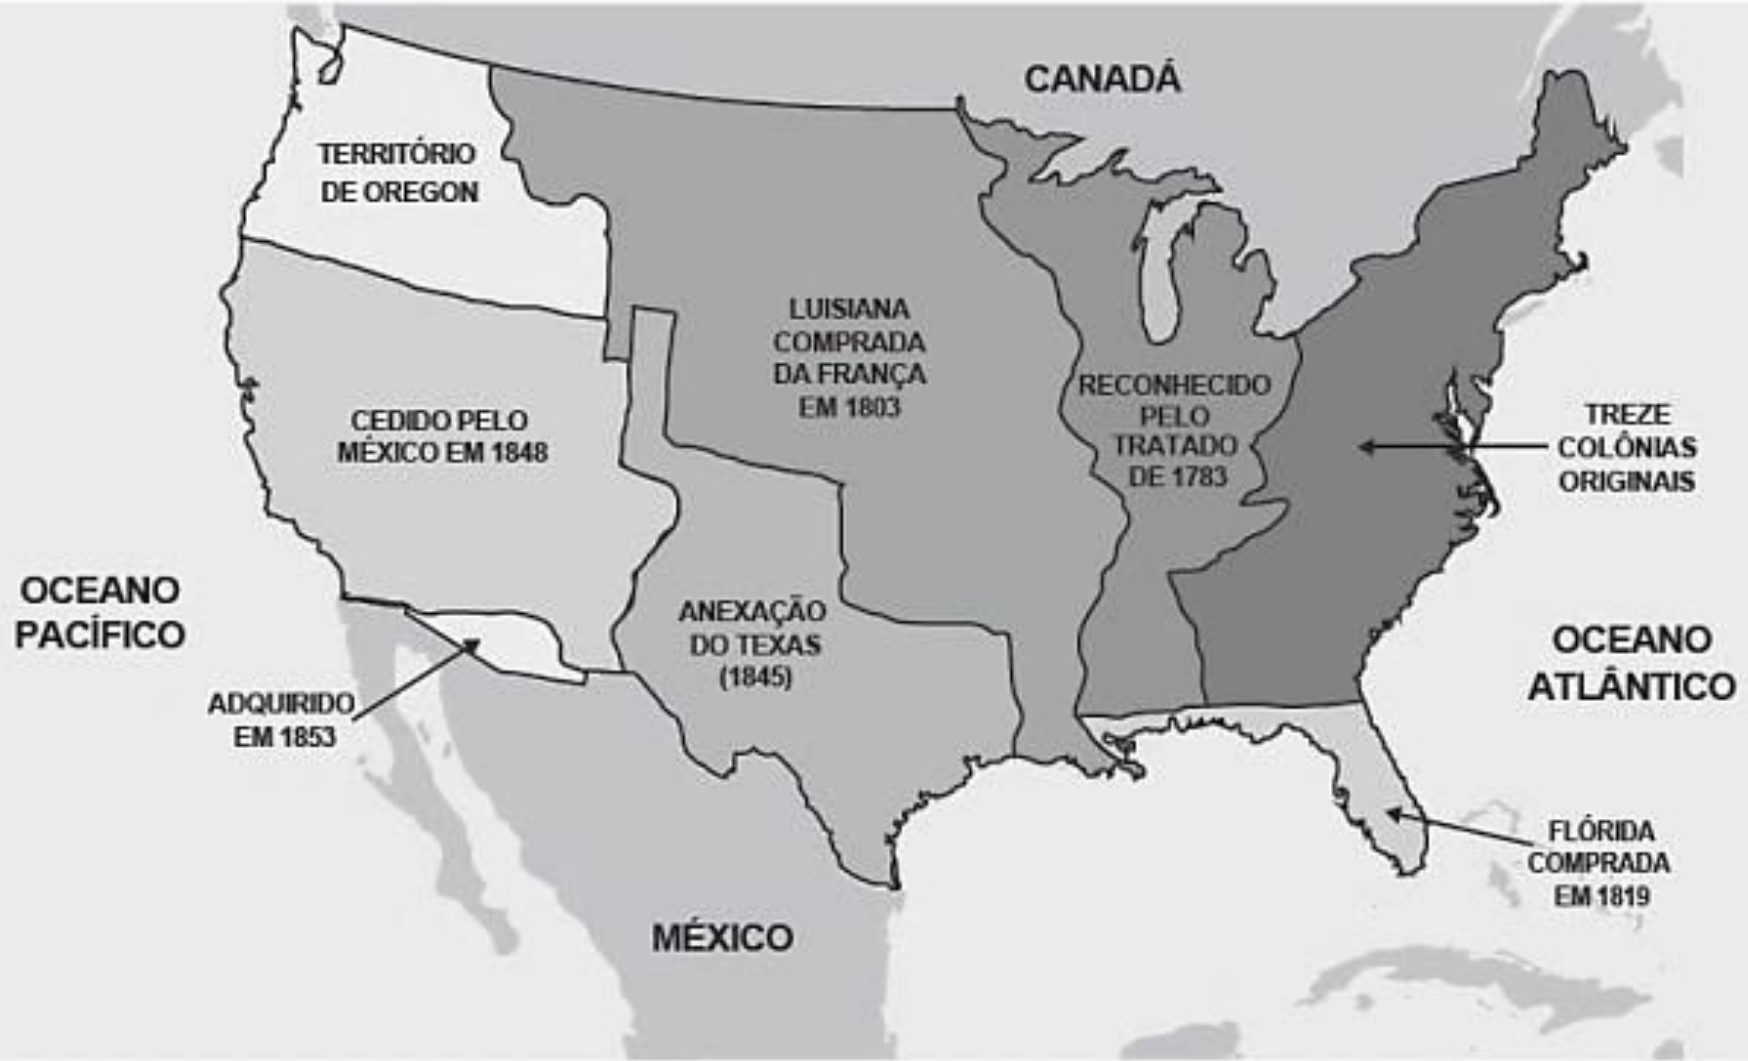 CANADÁ
TERRITÓRIO
DE OREGON
LUISIANA
COMPRADA
DA FRANÇA
EM 1803
RECONHECIDO
PELO
TRATADO
DE 1783
TREZE
COLÔNIAS
ORIGINAIS
CEDIDO PELO
MÉXICO EM 1848
OCEANO
PACÍFICO
ANEXAÇÃO
DO TEXAS
(1845)
OCEANO
ATLÂNTICO
ADQUIRIDO
EM 1853
FLÓRIDA
COMPRADA
EM 1819
MÉXICO